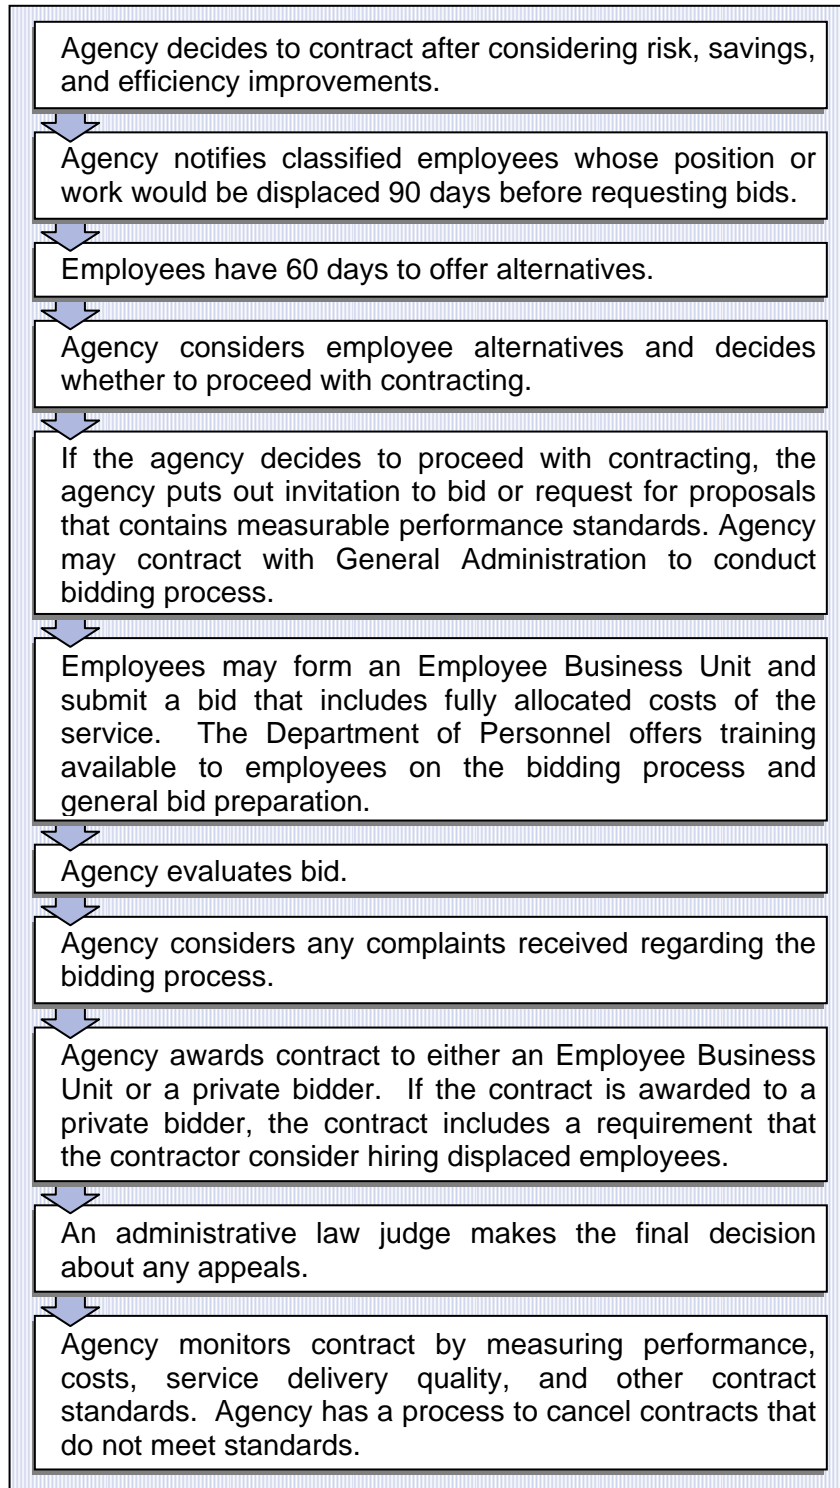 Agency decides to contract after considering risk, savings,
and efficiency improvements.
Agency notifies classified employees whose position or
work would be displaced 90 days before requesting bids.
Employees have 60 days to offer alternatives.
Agency considers employee alternatives and decides
whether to proceed with contracting.
If the agency decides to proceed with contracting, the
agency puts out invitation to bid or request for proposals
that contains measurable performance standards. Agency
may contract with General Administration to conduct
bidding process.
Employees may form an Employee Business Unit and
submit a bid that includes fully allocated costs of the
service. The Department of Personnel offers training
available to employees on the bidding process and
general bid preparation.
Agency evaluates bid.
Agency considers any complaints received regarding the
bidding process.
Agency awards contract to either an Employee Business
Unit or a private bidder. If the contract is awarded to a
private bidder, the contract includes a requirement that
the contractor consider hiring displaced employees.
An administrative law judge makes the final decision
about any appeals.
Agency monitors contract by measuring performance,
costs, service delivery quality, and other contract
standards. Agency has a process to cancel contracts that
do not meet standards.